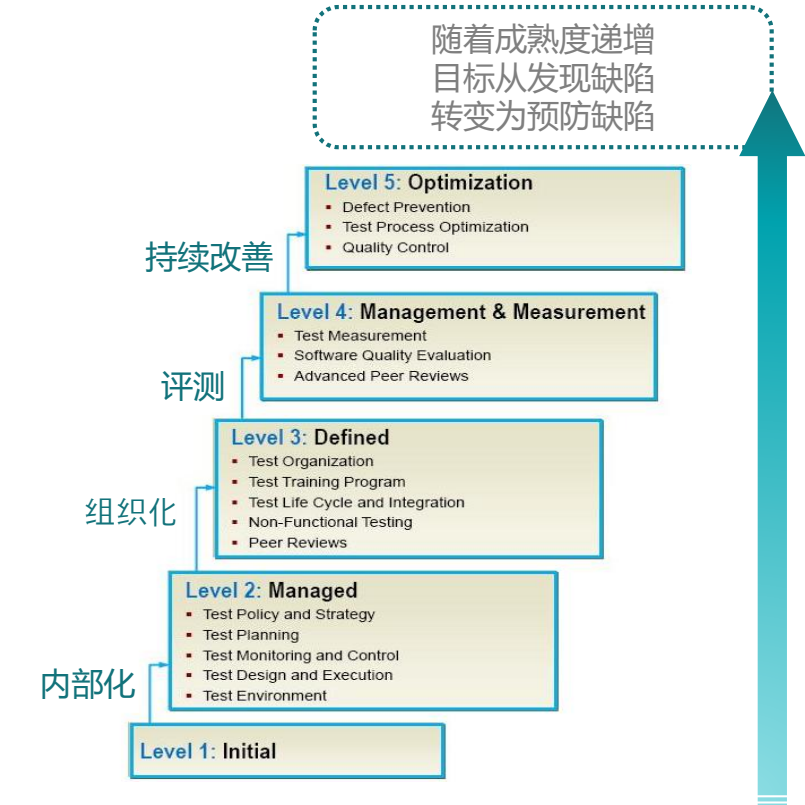 随着成熟度递增
目标从发现缺陷
转变为预防缺陷
Level 5: Optimization
Defect Prevention
Test Process Optimization
Quality Control
持续改善
Level 4: Management & Measurement
Test Measurement
Software Quality Evaluation
Advanced Peer Reviews
评测
Level 3: Defined
Test Organization
Test Training Program
Test Life Cycle and Integration
Non-Functional Testing
Peer Reviews
组织化
Level 2: Managed
Test Policy and Strategy
Test Planning
Test Monitoring and Control
Test Design and Execution
Test Environment
内部化
Level 1: Initial